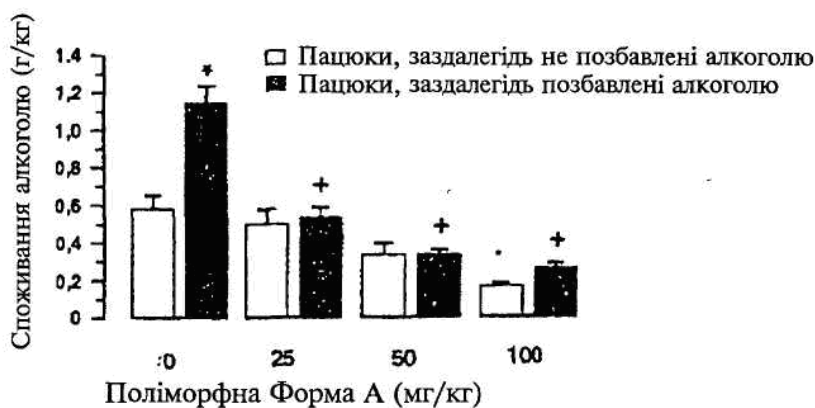 Споживання алкоголю (г/кг)
1.4
1,2
1,0
0,8
0,6
0,4
0,2
0
Пацюки, заздалегідь не позбавлені алкоголю
Пацюки, заздалегідь позбавлені алкоголю
*
+
+
+
0 25 50 100
Поліморфна Форма А (мг/кг)